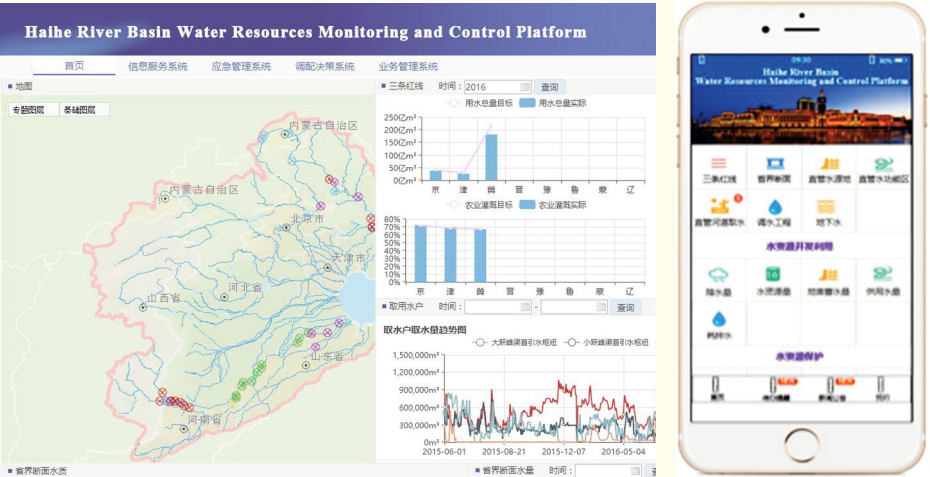 Haihe River Basin Water Resources Monitoring and Control Platform
首页 信息服务系统 应急管理系统 调配决策系统 业务管理系统
地图
专题图层 基础图层
内蒙古自治区
内蒙古自治区
北京市
天津市
河北省
山西省
山东省
河南省
省界断面水质
三条红线 时间：2016 查询
用水总量目标 用水总量实际
250亿m³
200亿m³
150亿m³
100亿m³
50亿m³
0亿m³
京 津 冀 晋 豫 鲁 蒙 辽
农业灌溉目标 农业灌溉实际
80%
70%
60%
50%
40%
30%
20%
10%
京 津 冀 晋 豫 鲁 蒙 辽
取用水户 时间： - 查询
取水户取水量趋势图
大跃峰渠首引水枢纽 小跃峰渠首引水枢纽
1,500,000m³
1,200,000m³
900,000m³
600,000m³
300,000m³
0m³
2015-06-01 2015-08-21 2015-12-07 2016-05-04
省界断面水量 时间：
09:30
Haihe River Basin
Water Resources Monitoring and Control Platform
三条红线 省界断面 直管水源地 直管水功能区
直管河道取水 调水工程 地下水
水资源开发利用
降水量 水资源量 地表蓄水量 供用水量
耗排水
水资源保护